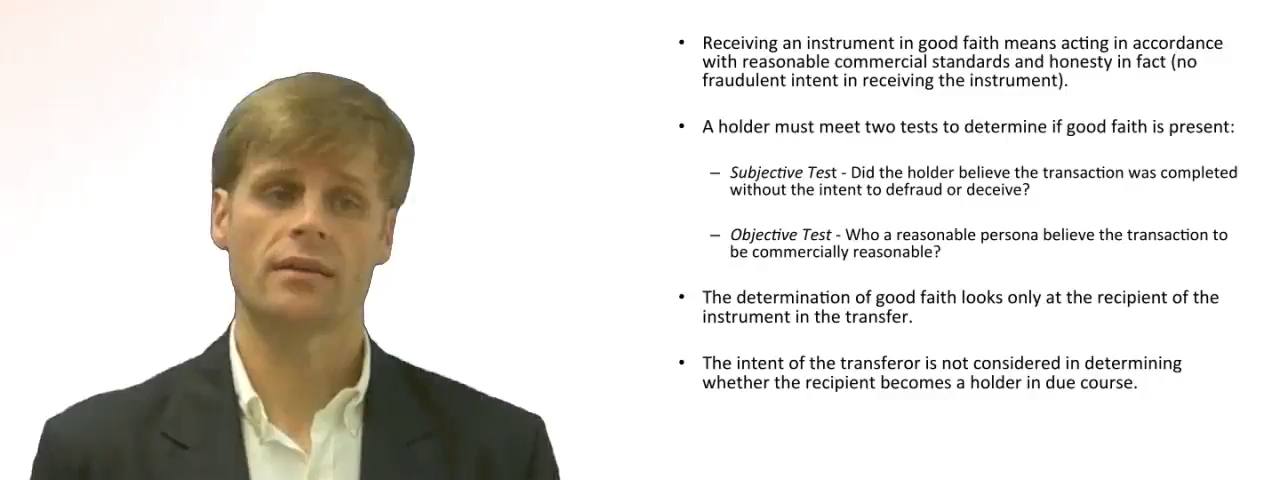 • Receiving an instrument in good faith means acting in accordance
with reasonable commercial standards and honesty in fact (no
fraudulent intent in receiving the instrument).
• A holder must meet two tests to determine if good faith is present:
– Subjective Test - Did the holder believe the transaction was completed
without the intent to defraud or deceive?
– Objective Test - Who a reasonable persona believe the transaction to
be commercially reasonable?
• The determination of good faith looks only at the recipient of the
instrument in the transfer.
• The intent of the transferor is not considered in determining
whether the recipient becomes a holder in due course.